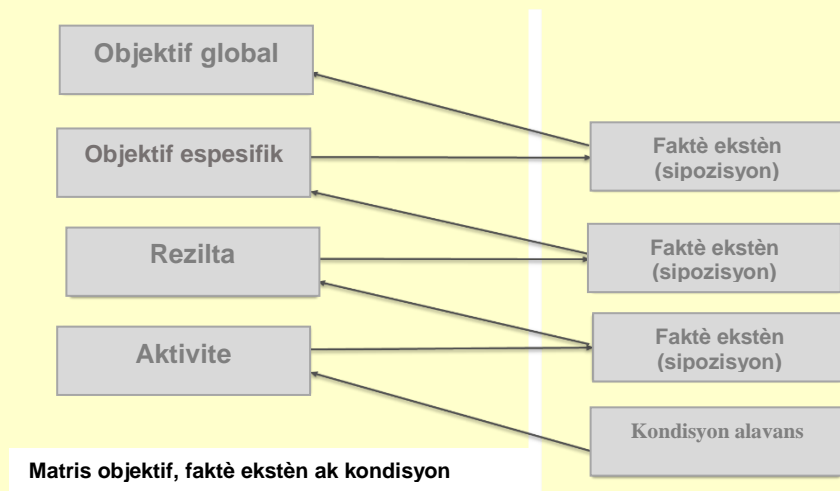 Objektif global
Objektif espesifik
Faktè ekstèn
(sipozisyon)
Rezilta
Faktè ekstèn
(sipozisyon)
Aktivite
Faktè ekstèn
(sipozisyon)
Kondisyon alavans
Matris objektif, faktè ekstèn ak kondisyon